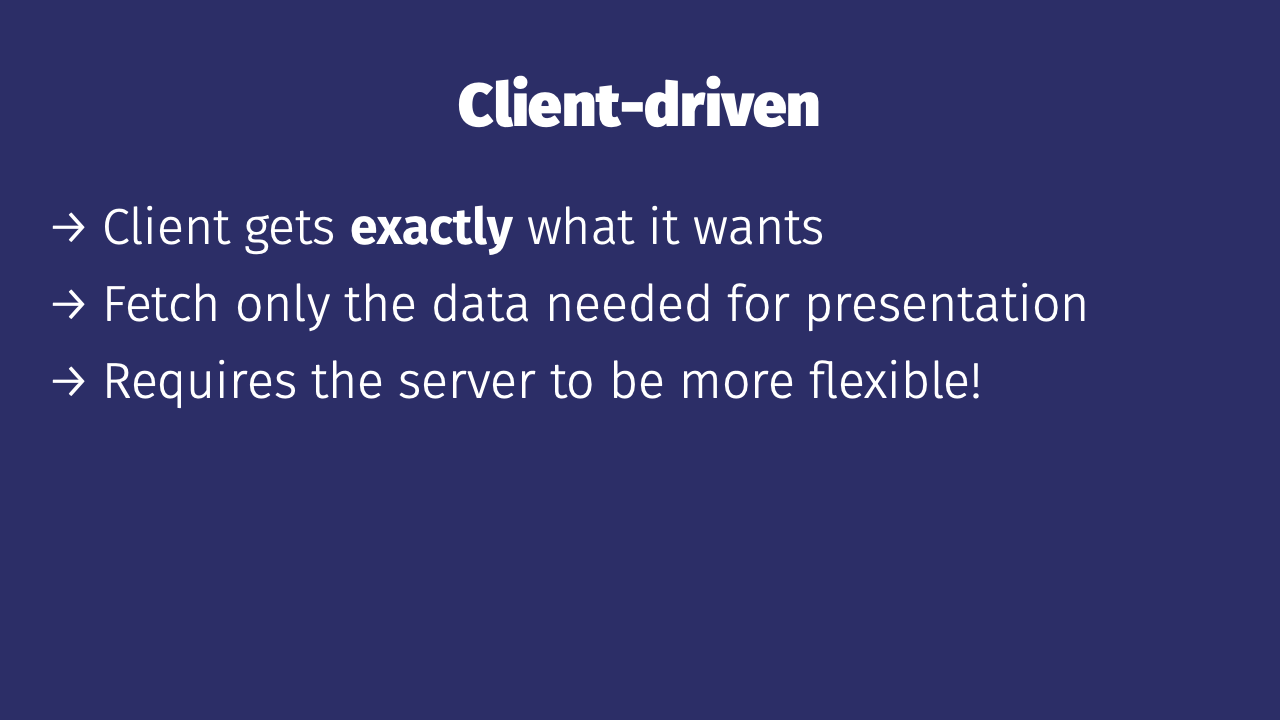 Client-driven
→ Client gets exactly what it wants
→ Fetch only the data needed for presentation
→ Requires the server to be more flexible!